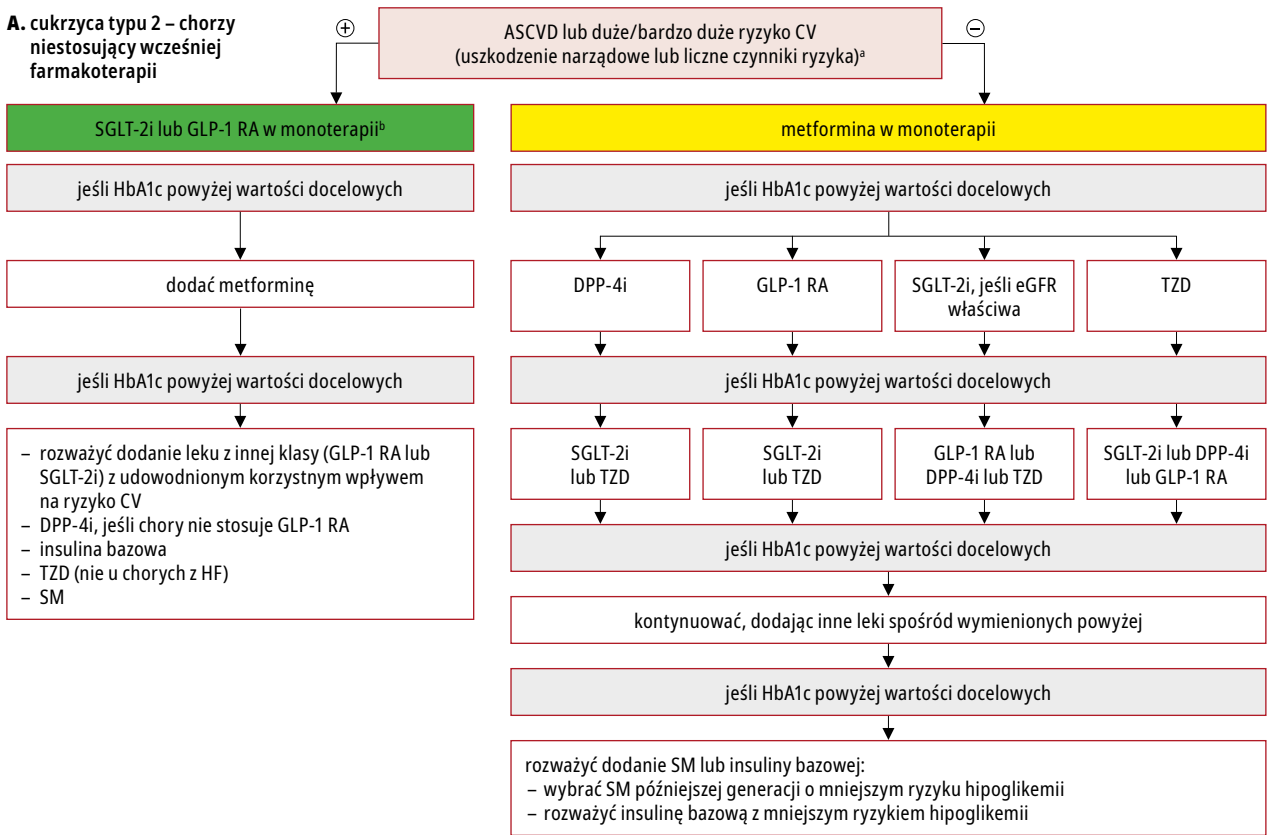 A. cukrzyca typu 2 – chorzy
niestosujący wcześniej
farmakoterapii
+
ASCVD lub duże/bardzo duże ryzyko CV
(uszkodzenie narządowe lub liczne czynniki ryzyka)ᵃ
−
SGLT-2i lub GLP-1 RA w monoterapiiᵇ
jeśli HbA1c powyżej wartości docelowych
dodać metforminę
jeśli HbA1c powyżej wartości docelowych
– rozważyć dodanie leku z innej klasy (GLP-1 RA lub
SGLT-2i) z udowodnionym korzystnym wpływem
na ryzyko CV
– DPP-4i, jeśli chory nie stosuje GLP-1 RA
– insulina bazowa
– TZD (nie u chorych z HF)
– SM
metformina w monoterapii
jeśli HbA1c powyżej wartości docelowych
DPP-4i
GLP-1 RA
SGLT-2i, jeśli eGFR
właściwa
TZD
jeśli HbA1c powyżej wartości docelowych
SGLT-2i
lub TZD
SGLT-2i
lub TZD
GLP-1 RA lub
DPP-4i lub TZD
SGLT-2i lub DPP-4i
lub GLP-1 RA
jeśli HbA1c powyżej wartości docelowych
kontynuować, dodając inne leki spośród wymienionych powyżej
jeśli HbA1c powyżej wartości docelowych
rozważyć dodanie SM lub insuliny bazowej:
– wybrać SM późniejszej generacji o mniejszym ryzyku hipoglikemii
– rozważyć insulinę bazową z mniejszym ryzykiem hipoglikemii